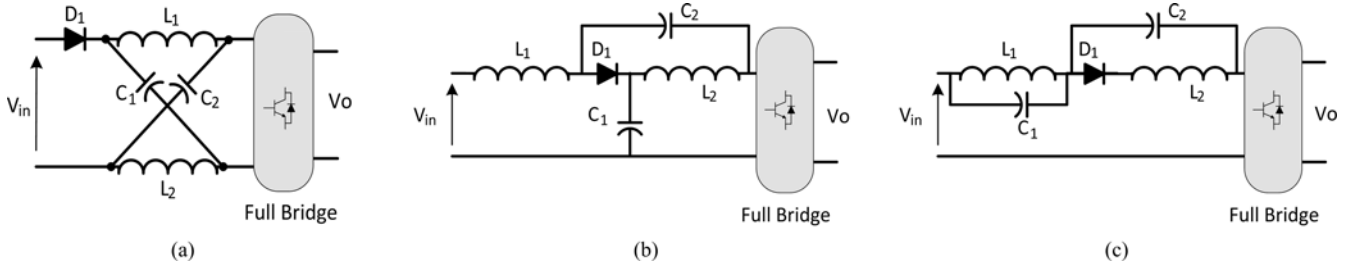 D1
L1
Vin
C1
C2
Vo
L2
Full Bridge
(a)
C2
L1
D1
L2
Vin
C1
Vo
Full Bridge
(b)
C2
L1
D1
L2
Vin
C1
Vo
Full Bridge
(c)